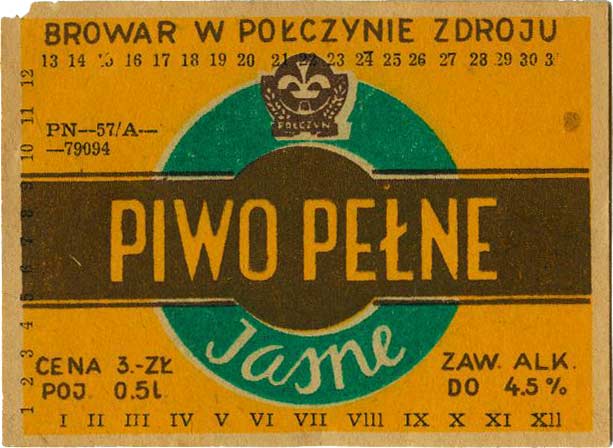 BROWAR W POŁCZYNIE ZDROJU
13 14 15 16 17 18 19 20 21 22 23 24 25 26 27 28 29 30 3
POŁCZYN
PN—57/A—
—79094
PIWO PEŁNE
Jasne
CENA 3.-ZŁ
POJ. 0.5l
ZAW. ALK.
DO 4.5%
1 2 3 4 5 6 7 8 9 10 11 12
I II III IV V VI VII VIII IX X XI XII